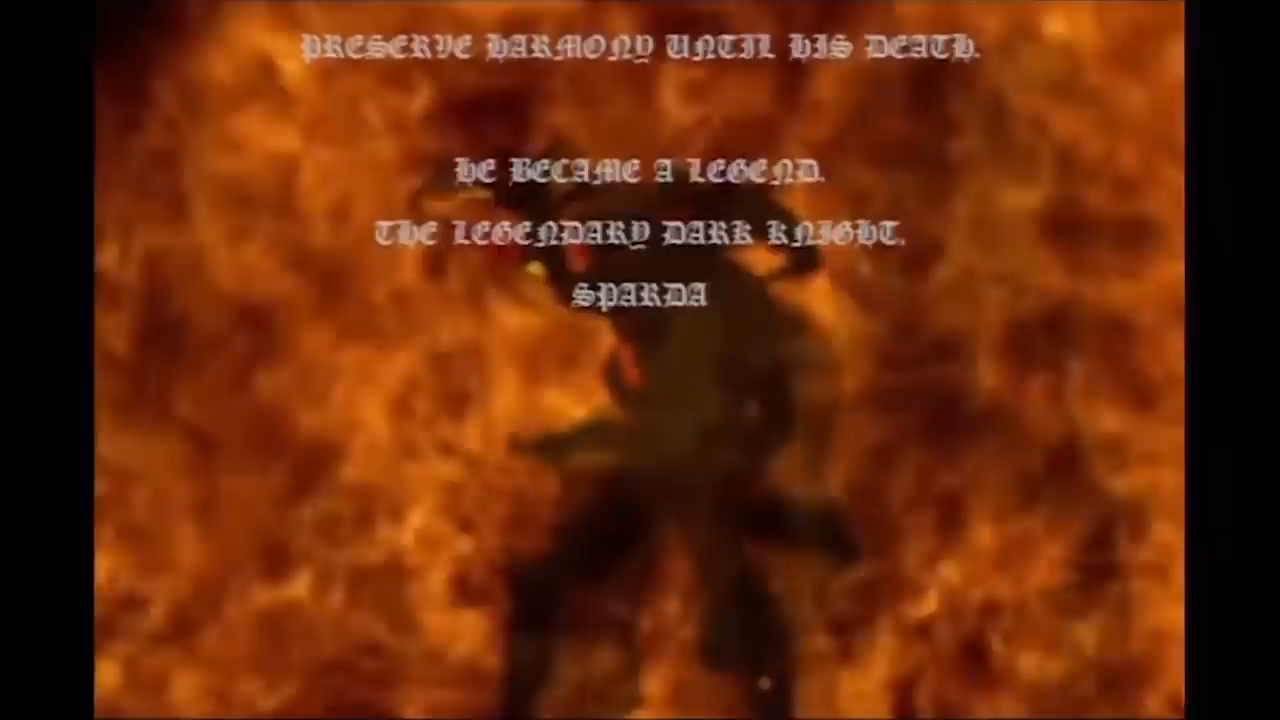 PRESERVE HARMONY UNTIL HIS DEATH.
HE BECAME A LEGEND.
THE LEGENDARY DARK KNIGHT.
SPARDA